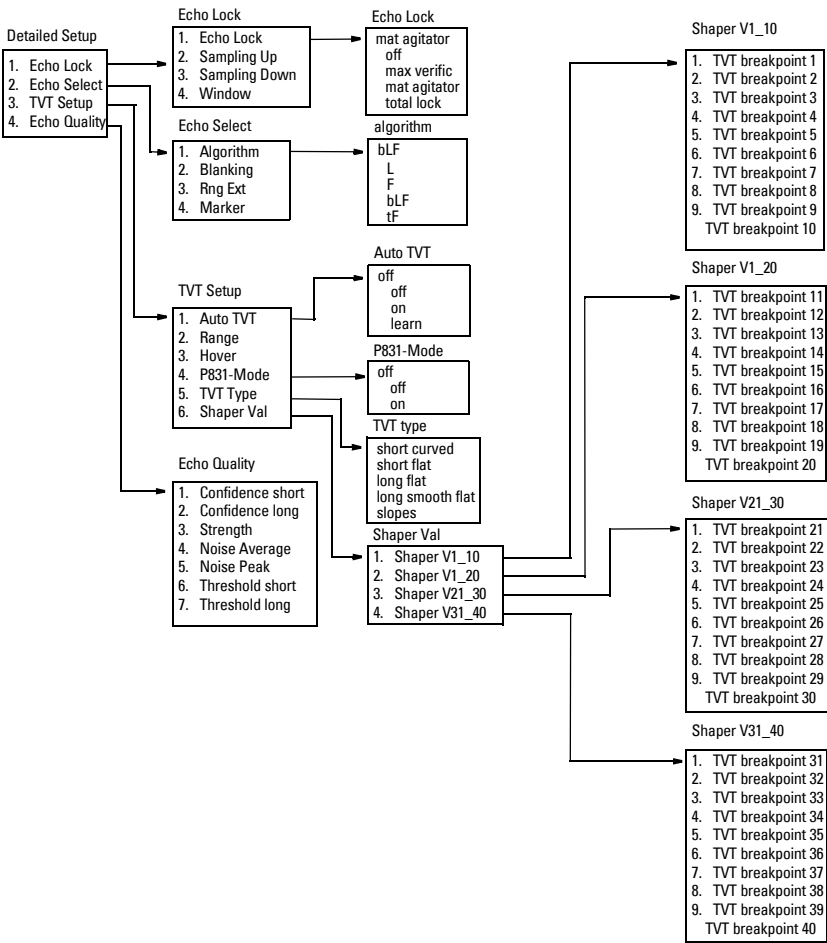 Detailed Setup
1. Echo Lock
2. Echo Select
3. TVT Setup
4. Echo Quality
Echo Lock
1. Echo Lock
2. Sampling Up
3. Sampling Down
4. Window
Echo Lock
mat agitator
off
max verific
mat agitator
total lock
Echo Select
1. Algorithm
2. Blanking
3. Rng Ext
4. Marker
algorithm
bLF
L
F
bLF
tF
TVT Setup
1. Auto TVT
2. Range
3. Hover
4. P831-Mode
5. TVT Type
6. Shaper Val
Auto TVT
off
off
on
learn
P831-Mode
off
off
on
TVT type
short curved
short flat
long flat
long smooth flat
slopes
Echo Quality
1. Confidence short
2. Confidence long
3. Strength
4. Noise Average
5. Noise Peak
6. Threshold short
7. Threshold long
Shaper Val
1. Shaper V1_10
2. Shaper V1_20
3. Shaper V21_30
4. Shaper V31_40
Shaper V1_10
1. TVT breakpoint 1
2. TVT breakpoint 2
3. TVT breakpoint 3
4. TVT breakpoint 4
5. TVT breakpoint 5
6. TVT breakpoint 6
7. TVT breakpoint 7
8. TVT breakpoint 8
9. TVT breakpoint 9
TVT breakpoint 10
Shaper V1_20
1. TVT breakpoint 11
2. TVT breakpoint 12
3. TVT breakpoint 13
4. TVT breakpoint 14
5. TVT breakpoint 15
6. TVT breakpoint 16
7. TVT breakpoint 17
8. TVT breakpoint 18
9. TVT breakpoint 19
TVT breakpoint 20
Shaper V21_30
1. TVT breakpoint 21
2. TVT breakpoint 22
3. TVT breakpoint 23
4. TVT breakpoint 24
5. TVT breakpoint 25
6. TVT breakpoint 26
7. TVT breakpoint 27
8. TVT breakpoint 28
9. TVT breakpoint 29
TVT breakpoint 30
Shaper V31_40
1. TVT breakpoint 31
2. TVT breakpoint 32
3. TVT breakpoint 33
4. TVT breakpoint 34
5. TVT breakpoint 35
6. TVT breakpoint 36
7. TVT breakpoint 37
8. TVT breakpoint 38
9. TVT breakpoint 39
TVT breakpoint 40